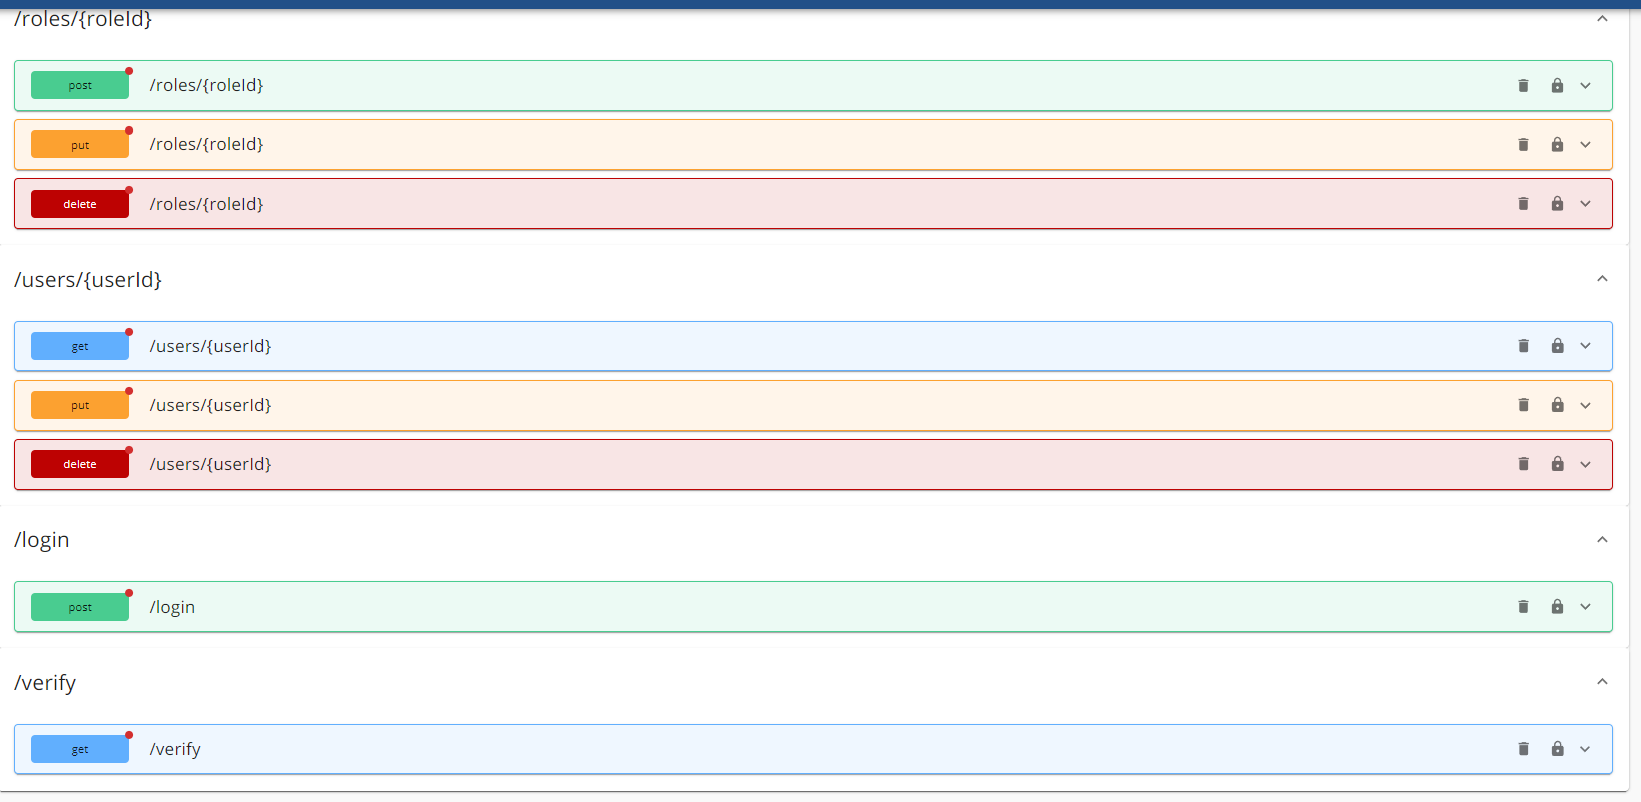 /roles/{roleId}
post /roles/{roleId}
put /roles/{roleId}
delete /roles/{roleId}
/users/{userId}
get /users/{userId}
put /users/{userId}
delete /users/{userId}
/login
post /login
/verify
get /verify